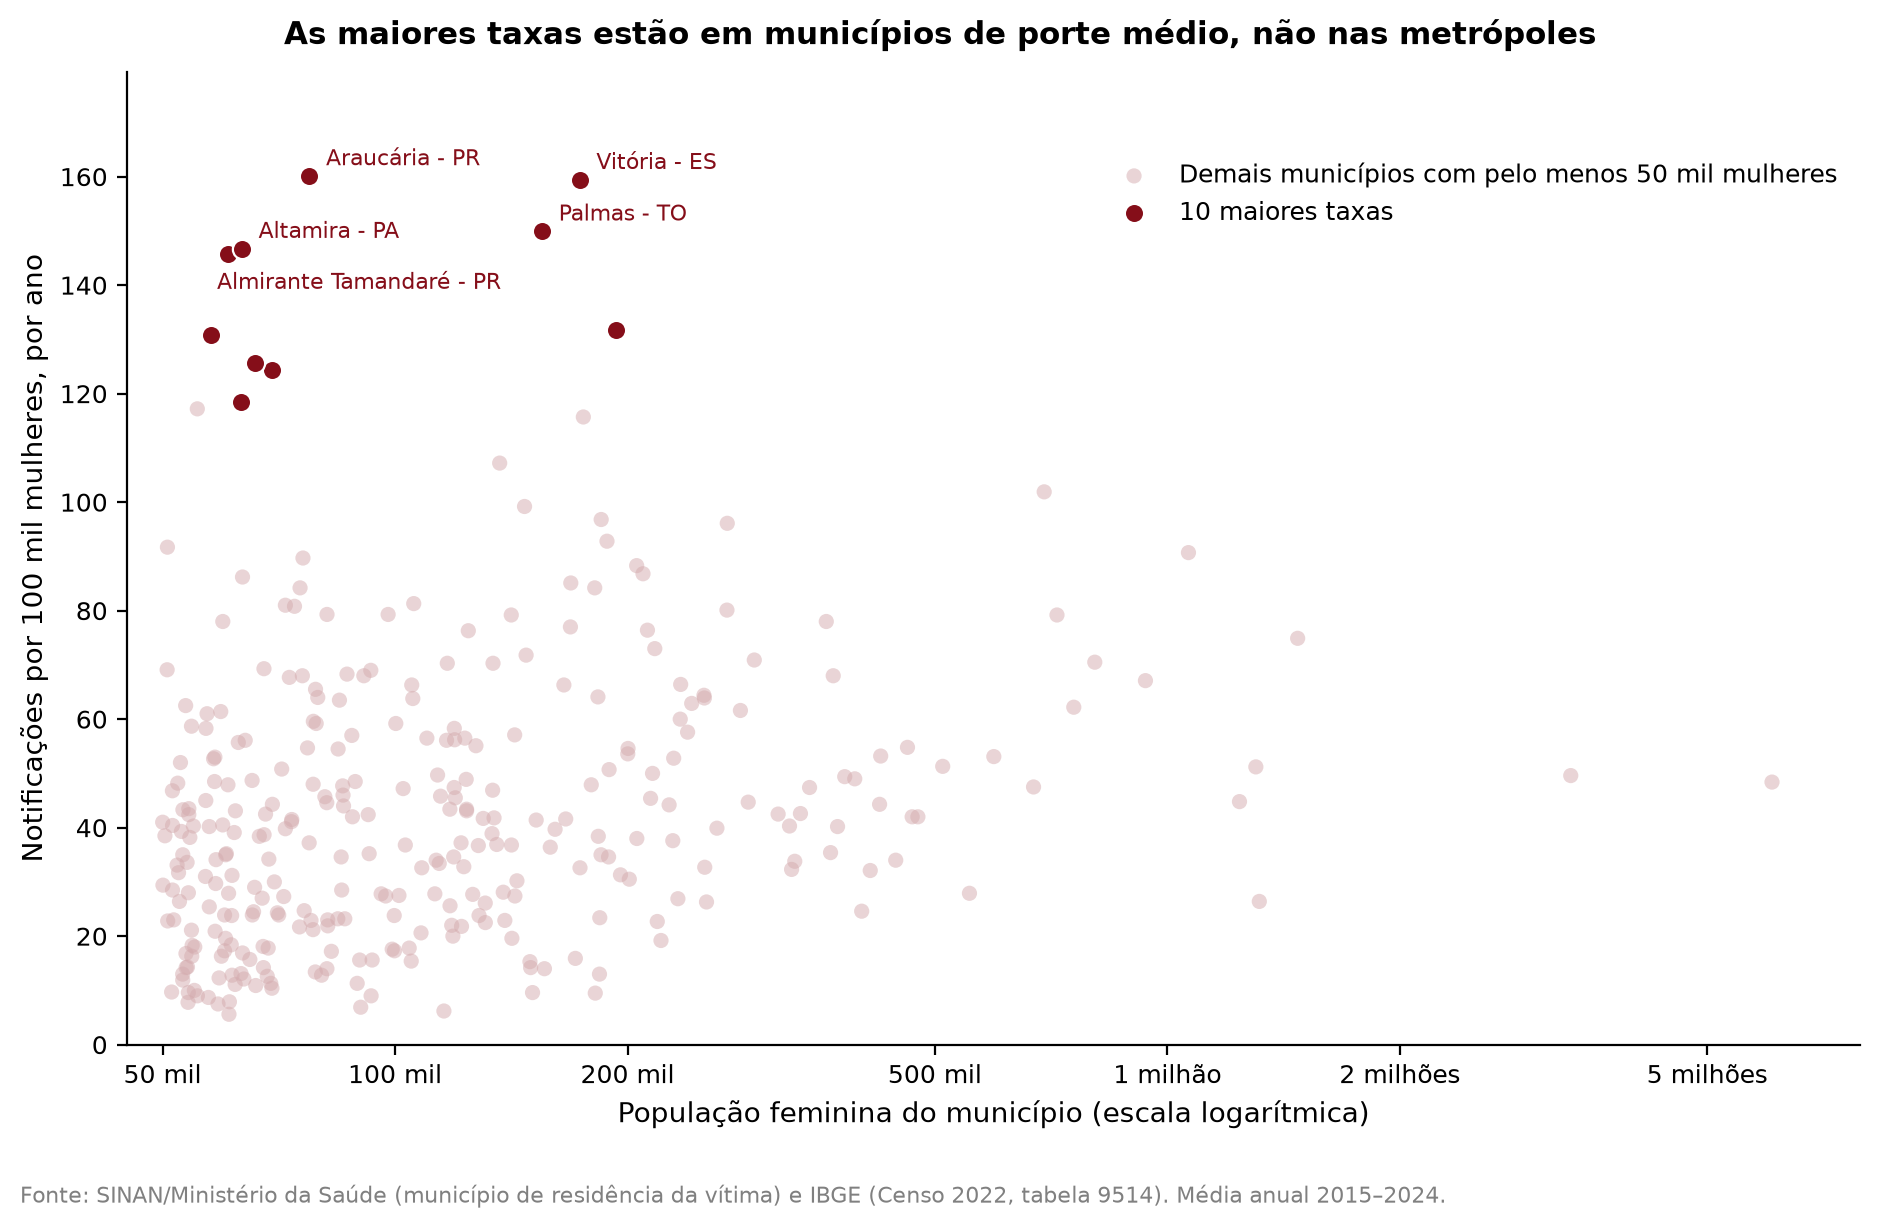 As maiores taxas estão em municípios de porte médio, não nas metrópoles
Araucária - PR
Vitória - ES
Demais municípios com pelo menos 50 mil mulheres
10 maiores taxas
Palmas - TO
Altamira - PA
Almirante Tamandaré - PR
Notificações por 100 mil mulheres, por ano
160
140
120
100
80
60
40
20
0
50 mil
100 mil
200 mil
500 mil
1 milhão
2 milhões
5 milhões
População feminina do município (escala logarítmica)
Fonte: SINAN/Ministério da Saúde (município de residência da vítima) e IBGE (Censo 2022, tabela 9514). Média anual 2015–2024.